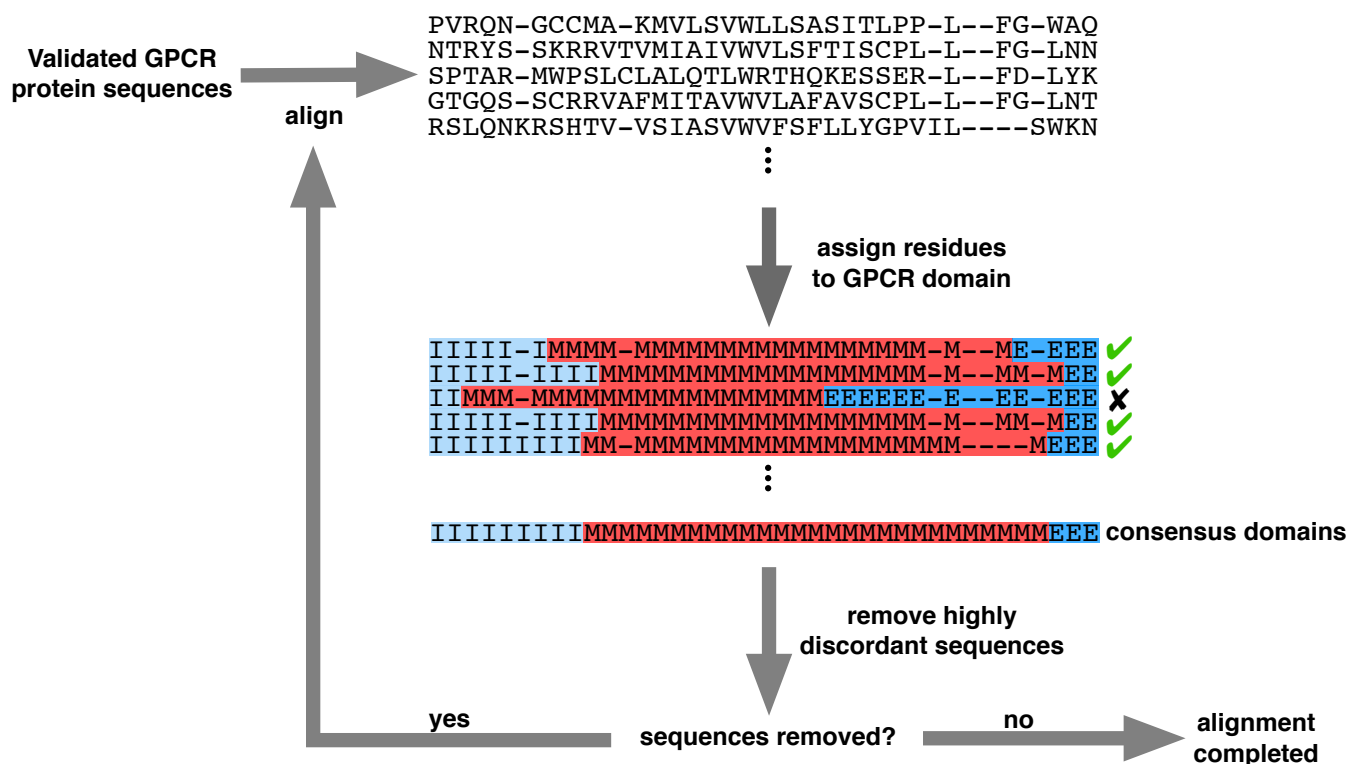 PVRQN–GCCMA–KMVLSVWLLSASITLPP–L––FG–WAQ
NTRYS–SKRRVTVMIAIVWVLSFTISCPL–L––FG–LNN
SPTAR–MWPSLCLALQTLWRTHQKESSER–L––FD–LYK
GTGQS–SCRRVAFMITAVWVLAFAVSCPL–L––FG–LNT
RSLQNKRSHTV–VSIASVWVFSFLLYGPVIL––––SWKN
Validated GPCR
protein sequences
align
assign residues
to GPCR domain
IIIII–IMMMM–MMMMMMMMMMMMMMMMM–M––ME–EEE
IIIII–IIIIMMMMMMMMMMMMMMMMMMM–M––MM–MEE
IIMMM–MMMMMMMMMMMMMMMMMEEEEEE–E––EE–EEE
IIIII–IIIIMMMMMMMMMMMMMMMMMMM–M––MM–MEE
IIIIIIIIIMM–MMMMMMMMMMMMMMMMMMM––––MEEE
IIIIIIIIIMMMMMMMMMMMMMMMMMMMMMMMMMMMEEE consensus domains
remove highly
discordant sequences
yes
sequences removed?
no
alignment
completed